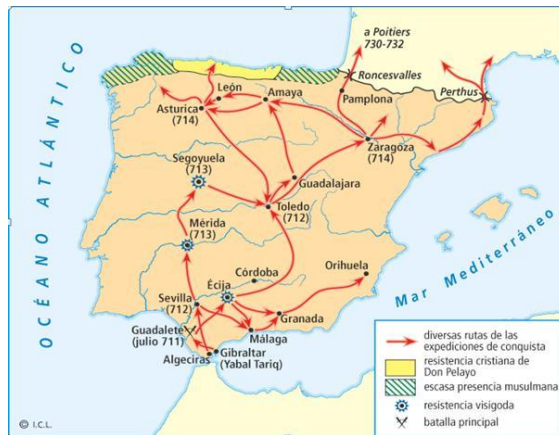 a Poitiers
730-732
Roncesvalles
León
Amaya
Pamplona
Perthus
Asturica
(714)
Zaragoza
(714)
Segoyuela
(713)
Guadalajara
Toledo
(712)
Mérida
(713)
Orihuela
Córdoba
Écija
Sevilla
(712)
Granada
Guadalete
(julio 711)
Málaga
Algeciras
Gibraltar
(Yabal Tariq)
OCÉANO ATLÁNTICO
Mar Mediterráneo
diversas rutas de las
expediciones de conquista
resistencia cristiana de
Don Pelayo
escasa presencia musulmana
resistencia visigoda
batalla principal
© I.C.L.